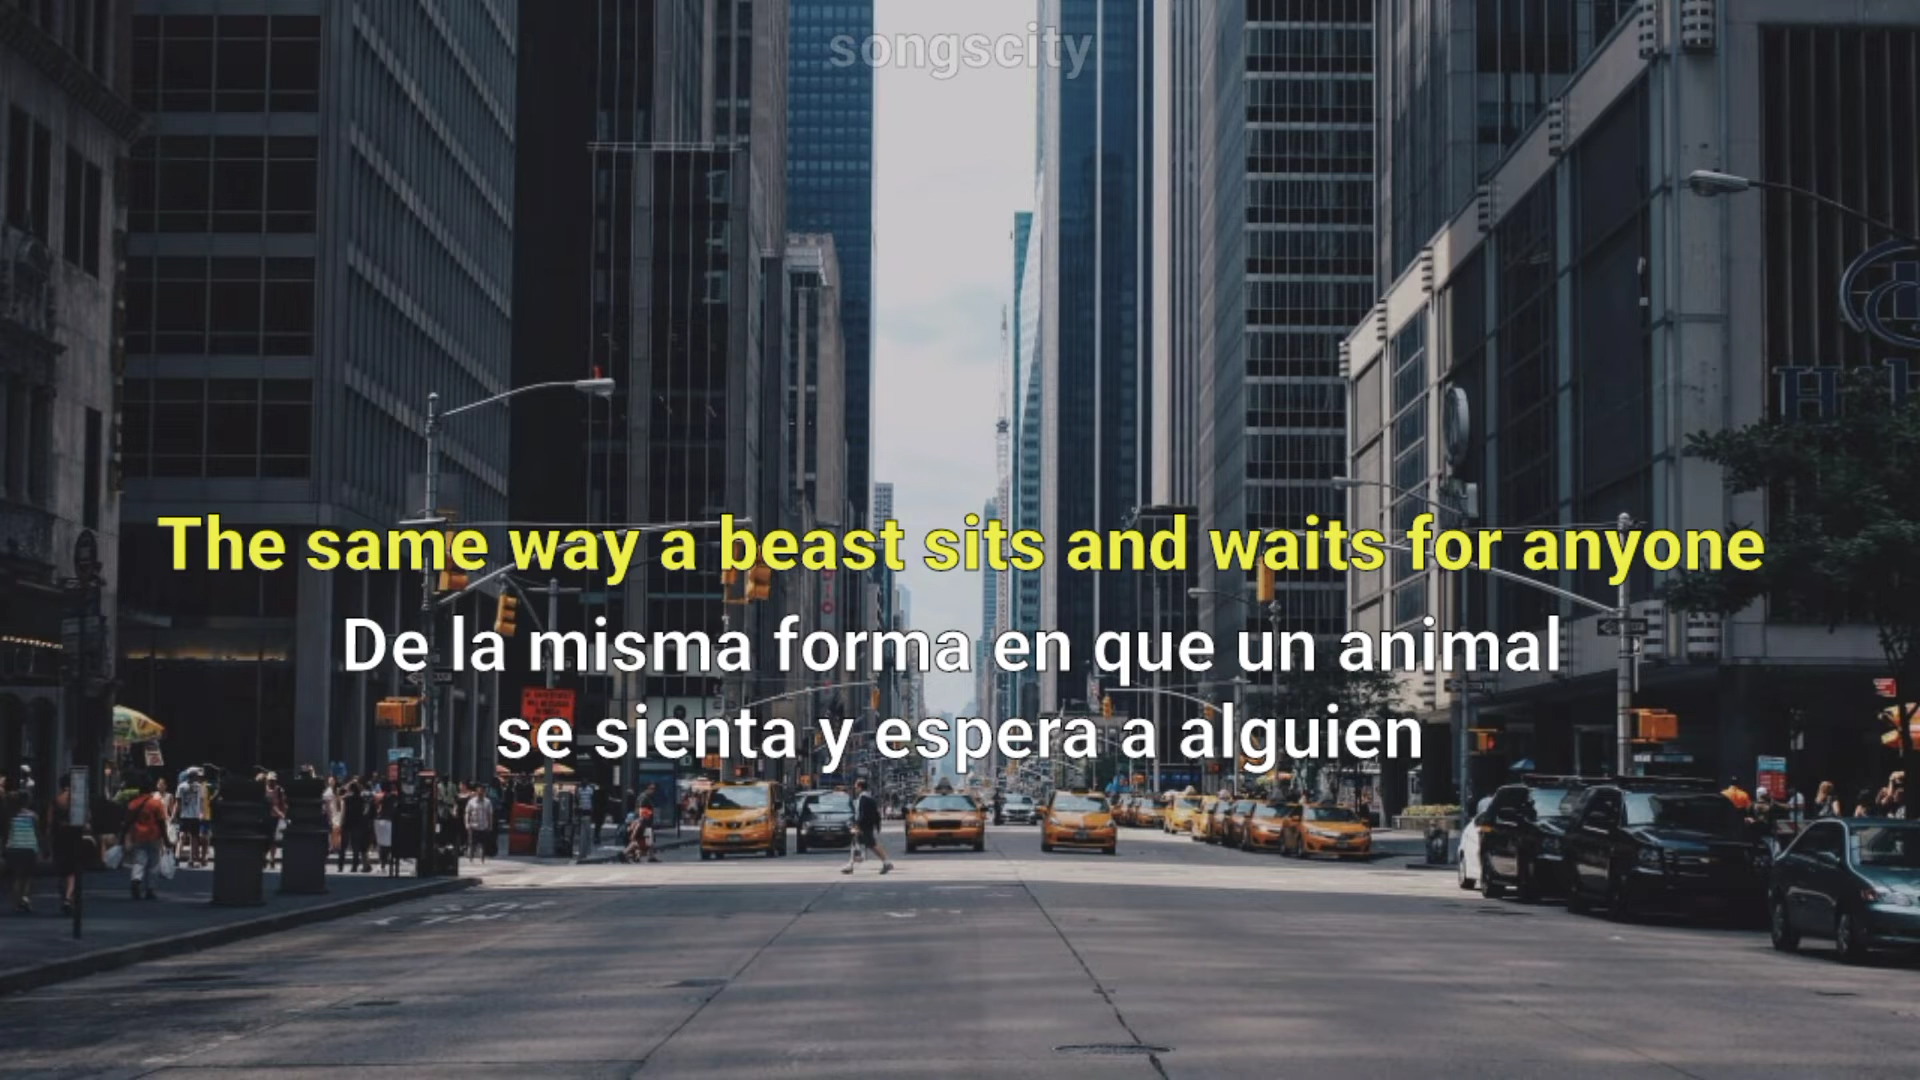 songscity
The same way a beast sits and waits for anyone
De la misma forma en que un animal
se sienta y espera a alguien